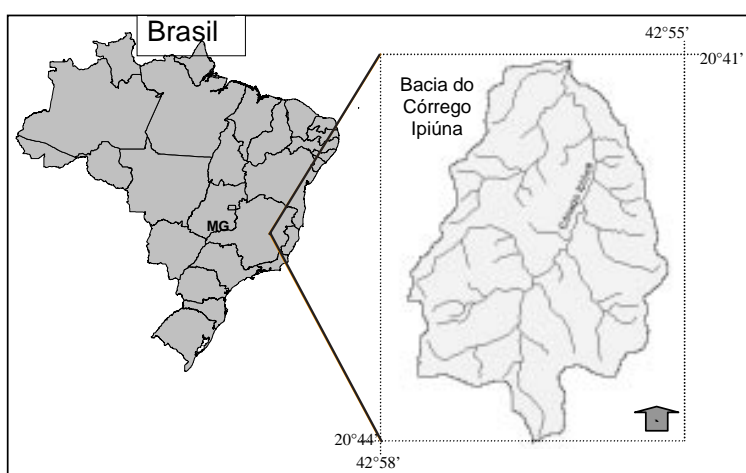 Brasil
42°55’
20°41’
Bacia do
Córrego
Ipiúna
MG
20°44’
42°58’